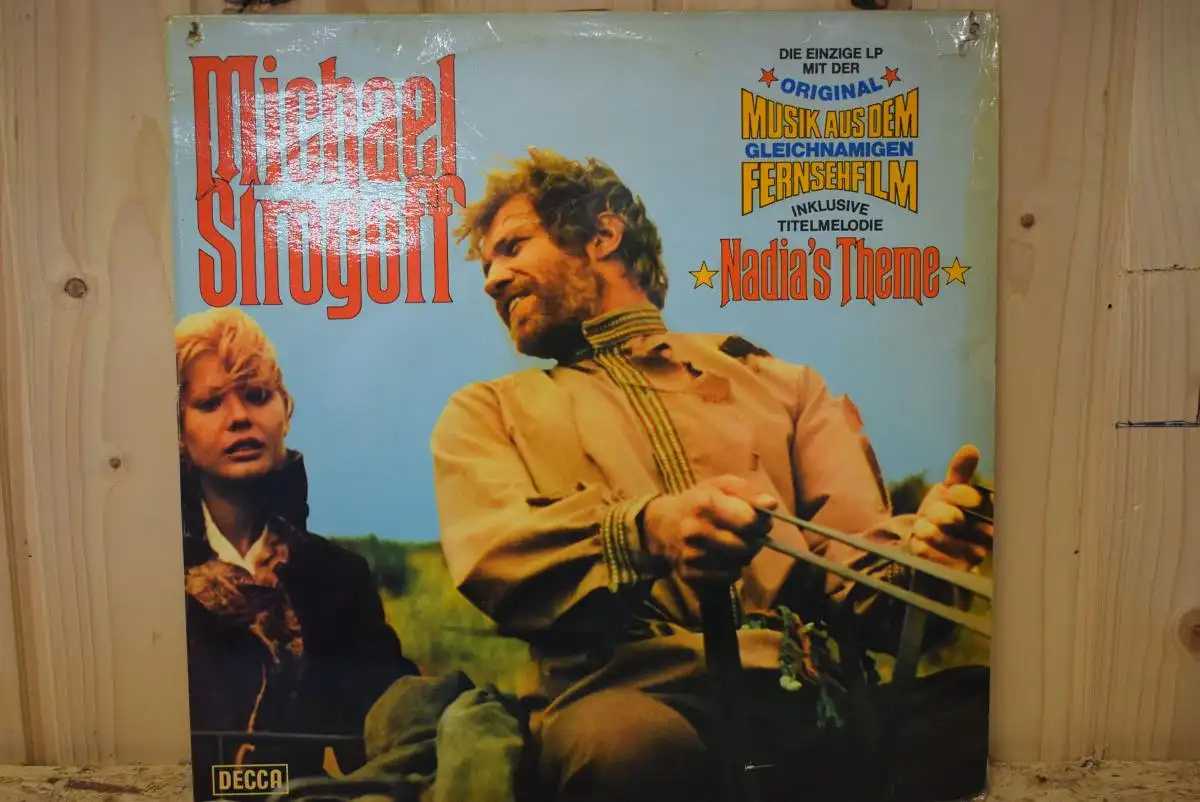 Michael
Strogoff
DIE EINZIGE LP
MIT DER
ORIGINAL
MUSIK AUS DEM
GLEICHNAMIGEN
FERNSEHFILM
INKLUSIVE
TITELMELODIE
Nadia's Theme
DECCA